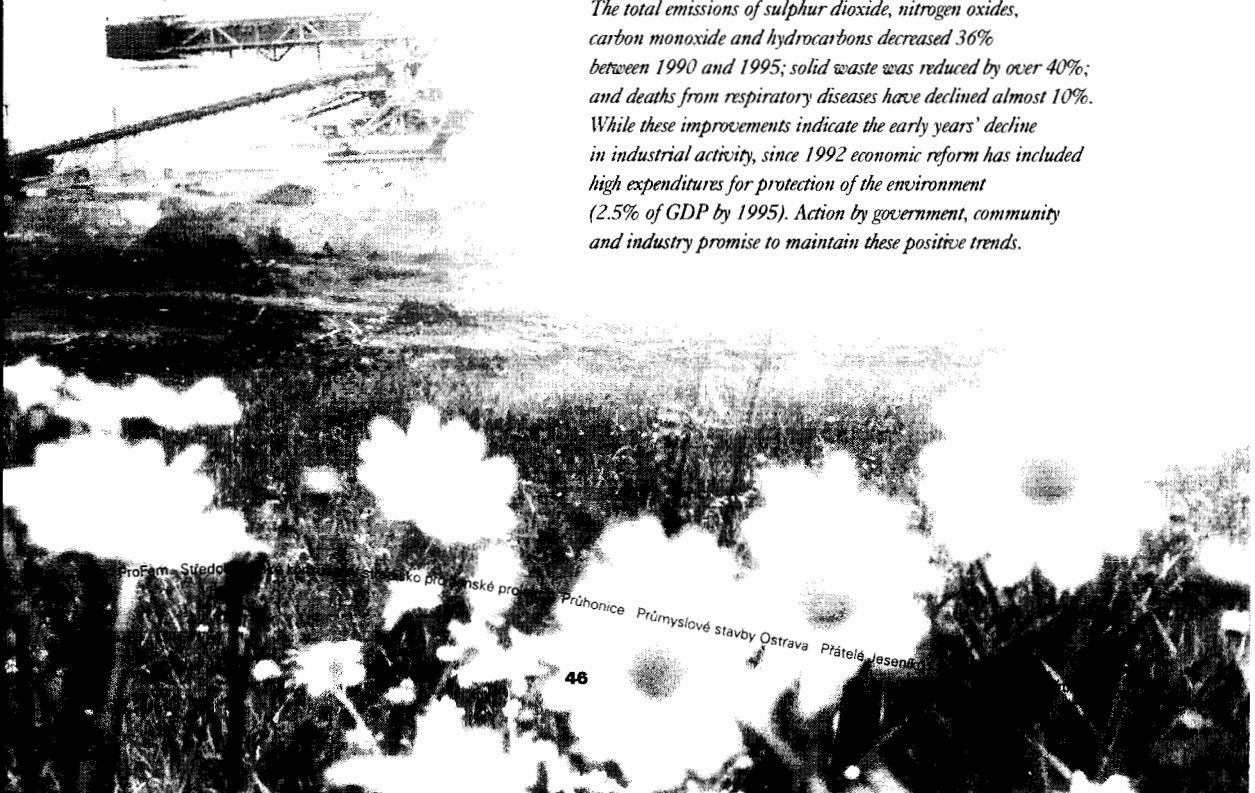 The total emissions of sulphur dioxide, nitrogen oxides,
carbon monoxide and hydrocarbons decreased 36%
between 1990 and 1995; solid waste was reduced by over 40%;
and deaths from respiratory diseases have declined almost 10%.
While these improvements indicate the early years' decline
in industrial activity, since 1992 economic reform has included
high expenditures for protection of the environment
(2.5% of GDP by 1995). Action by government, community
and industry promise to maintain these positive trends.
ProFem - Průhonice Průmyslové stavby Ostrava Přátelé Jeseníků
46